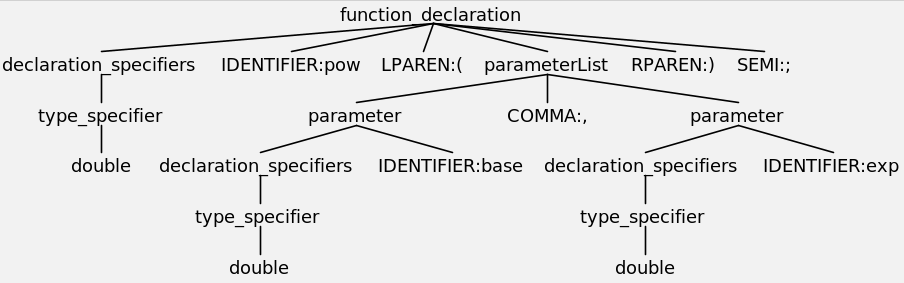 function_declaration
declaration_specifiers IDENTIFIER:pow LPAREN:( parameterList RPAREN:) SEMI:;
type_specifier parameter COMMA:, parameter
double declaration_specifiers IDENTIFIER:base declaration_specifiers IDENTIFIER:exp
type_specifier type_specifier
double double